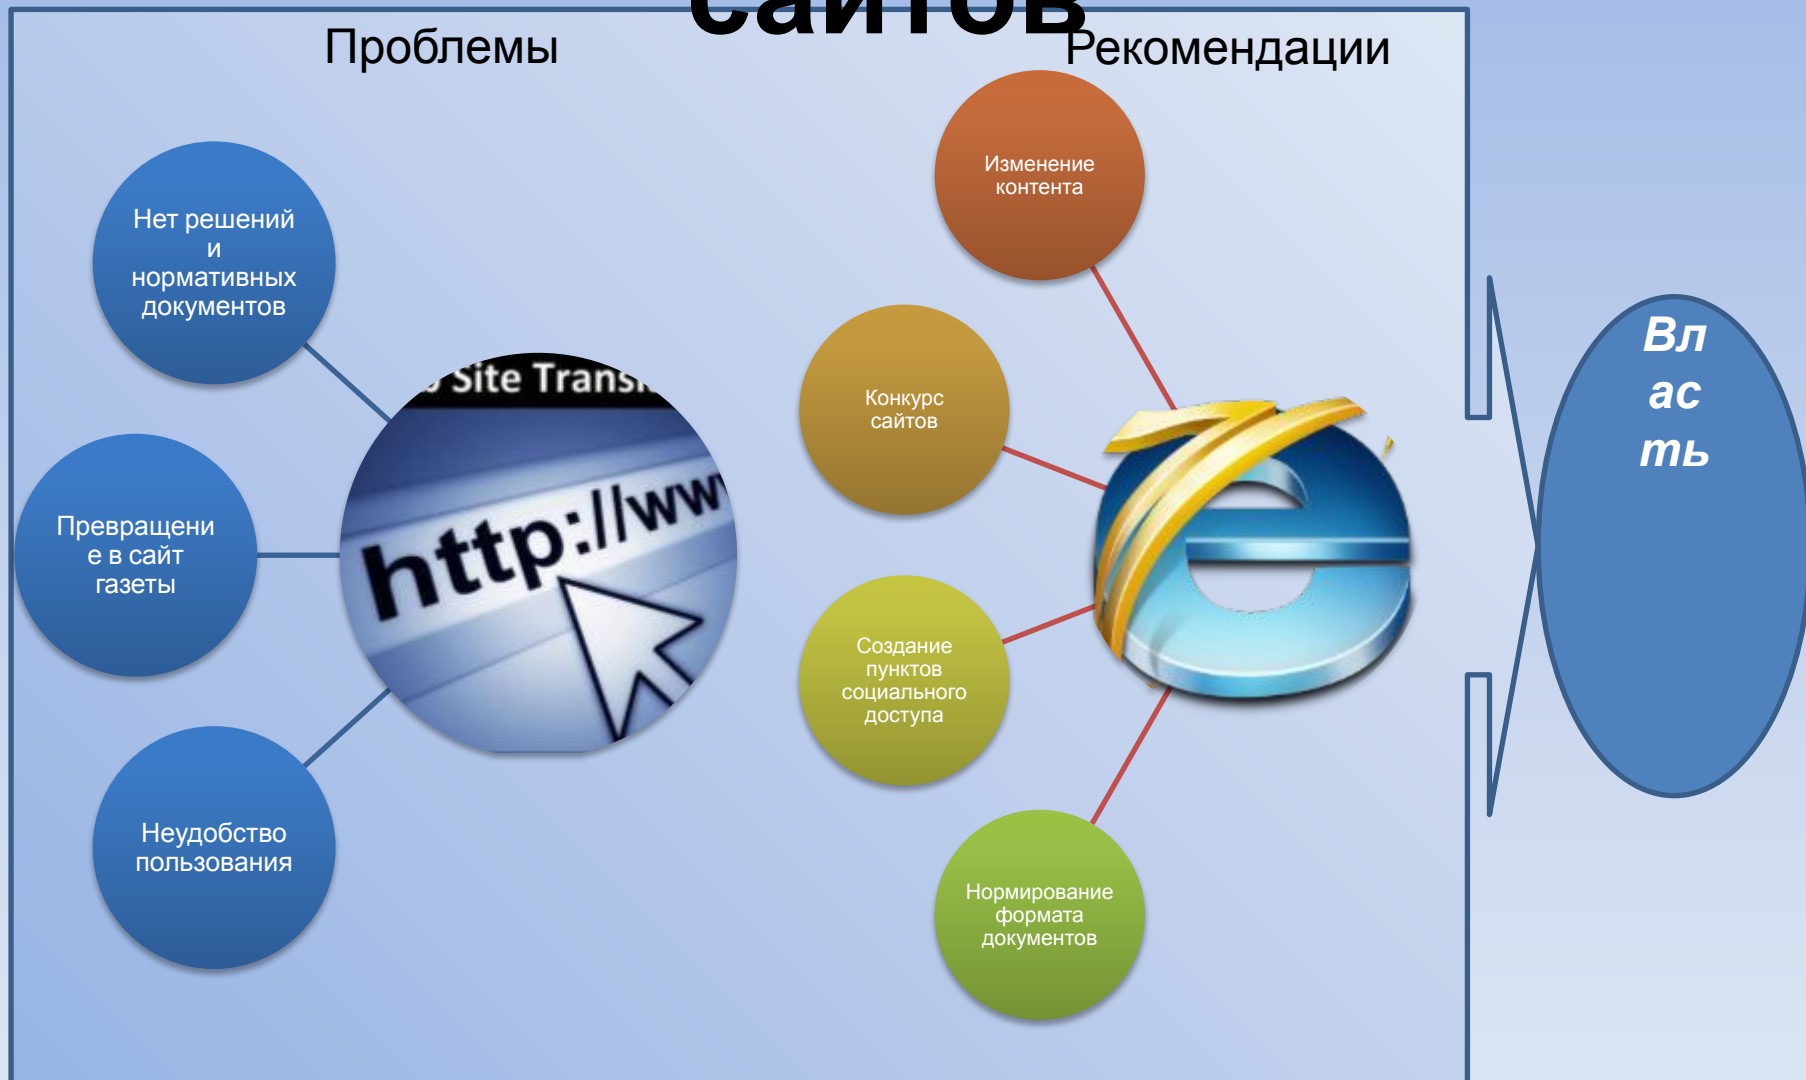 сайтов
Проблемы
Рекомендации
Нет решений
и
нормативных
документов
Превращени
е в сайт
газеты
Неудобство
пользования
Site Trans
http://ww
Изменение
контента
Конкурс
сайтов
Создание
пунктов
социального
доступа
Нормирование
формата
документов
Вл
ас
ть